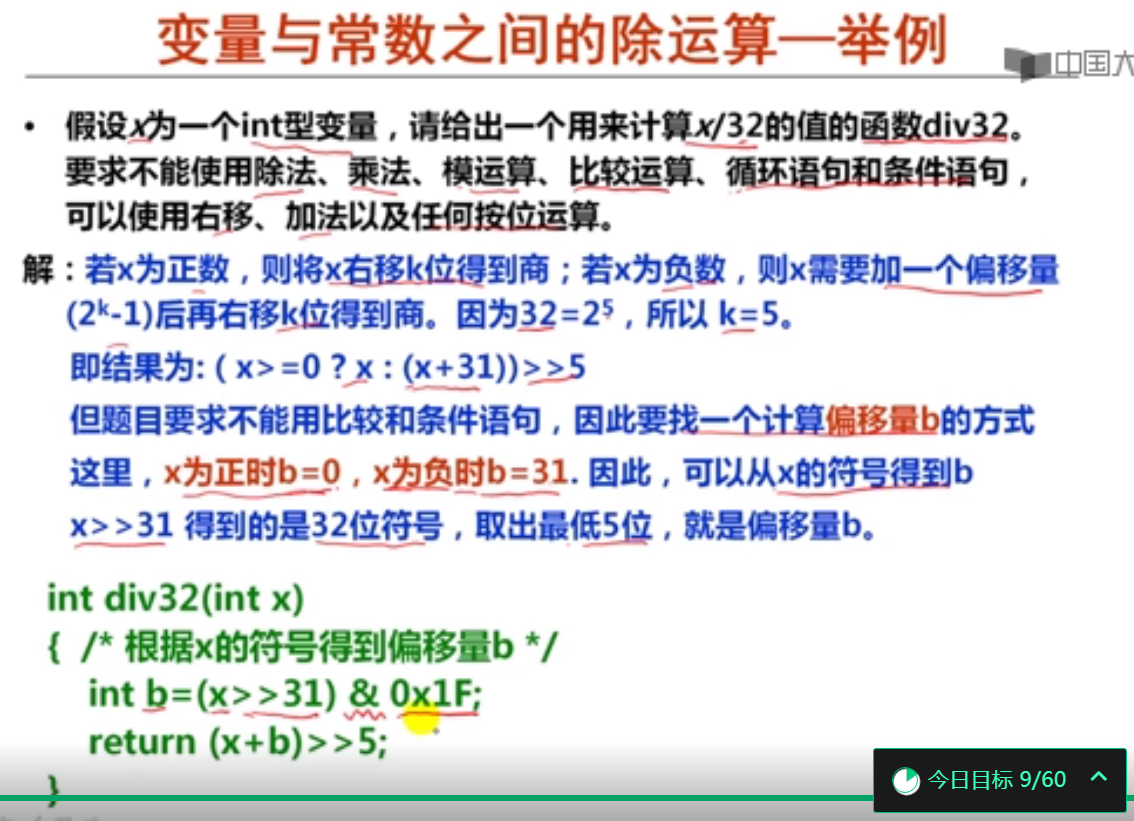 变量与常数之间的除运算—举例
中国大
• 假设x为一个int型变量，请给出一个用来计算x/32的值的函数div32。
要求不能使用除法、乘法、模运算、比较运算、循环语句和条件语句，
可以使用右移、加法以及任何按位运算。
解：若x为正数，则将x右移k位得到商；若x为负数，则x需要加一个偏移量
(2ᵏ-1)后再右移k位得到商。因为32=2⁵，所以 k=5。
即结果为: ( x>=0 ? x : (x+31))>>5
但题目要求不能用比较和条件语句，因此要找一个计算偏移量b的方式
这里，x为正时b=0，x为负时b=31. 因此，可以从x的符号得到b
x>>31 得到的是32位符号，取出最低5位，就是偏移量b。
int div32(int x)
{ /* 根据x的符号得到偏移量b */
int b=(x>>31) & 0x1F;
return (x+b)>>5;
}
今日目标 9/60